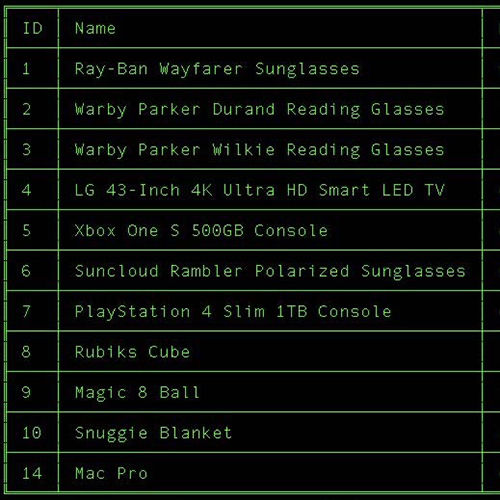 ID Name
1 Ray-Ban Wayfarer Sunglasses
2 Warby Parker Durand Reading Glasses
3 Warby Parker Wilkie Reading Glasses
4 LG 43-Inch 4K Ultra HD Smart LED TV
5 Xbox One S 500GB Console
6 Suncloud Rambler Polarized Sunglasses
7 PlayStation 4 Slim 1TB Console
8 Rubiks Cube
9 Magic 8 Ball
10 Snuggie Blanket
14 Mac Pro